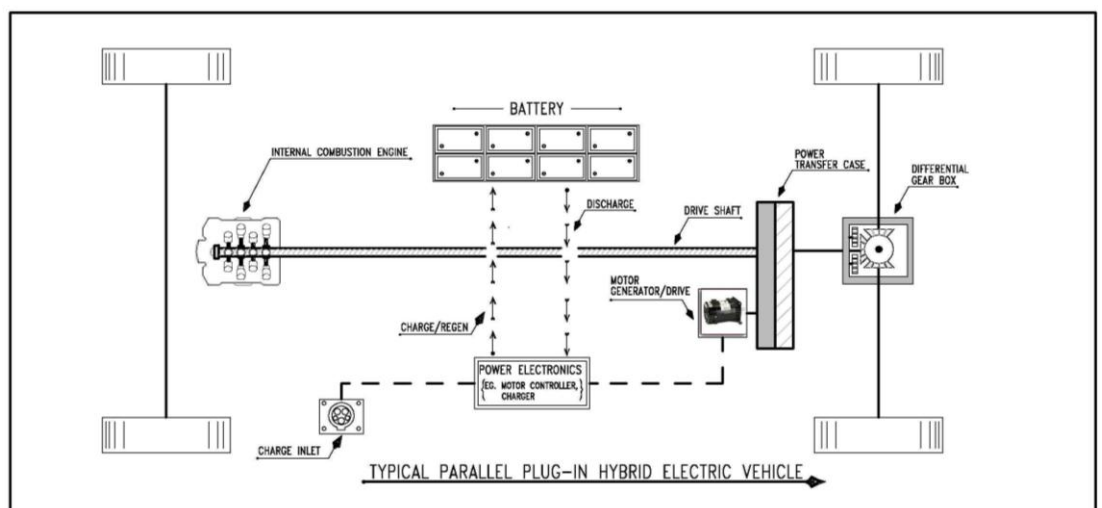 BATTERY
INTERNAL COMBUSTION ENGINE
POWER
TRANSFER CASE
DIFFERENTIAL
GEAR BOX
DISCHARGE
DRIVE SHAFT
MOTOR
GENERATOR/DRIVE
CHARGE/REGEN
POWER ELECTRONICS
{EG. MOTOR CONTROLLER,
CHARGER}
CHARGE INLET
TYPICAL PARALLEL PLUG-IN HYBRID ELECTRIC VEHICLE